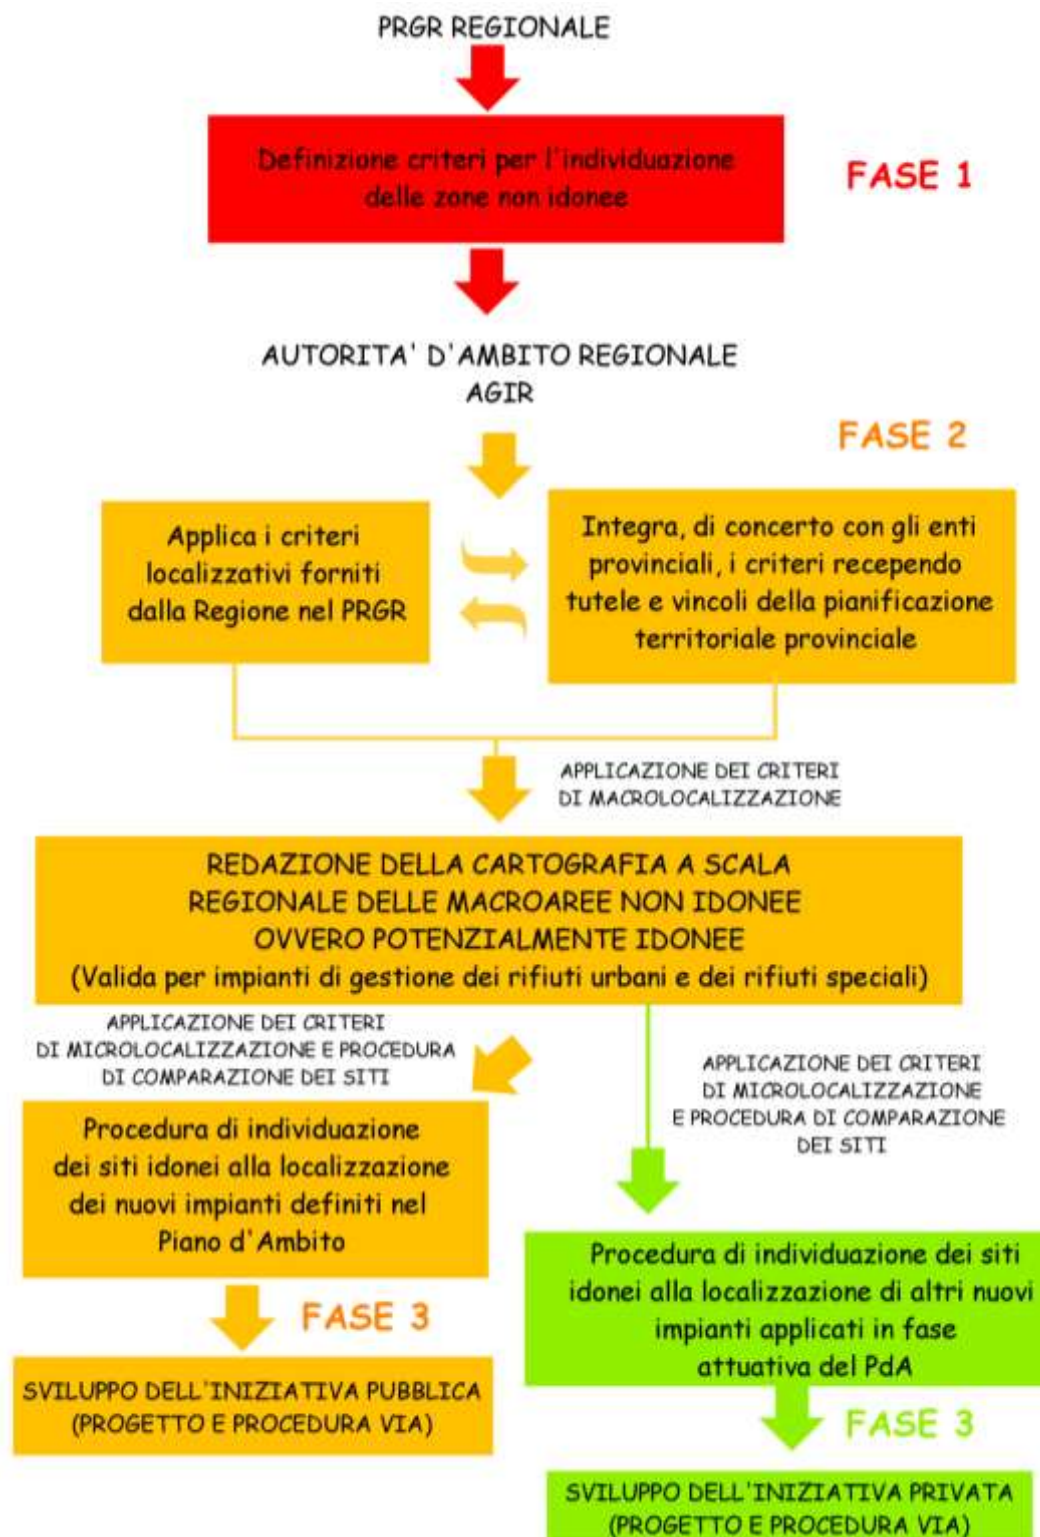 PRGR REGIONALE
Definizione criteri per l'individuazione
delle zone non idonee
FASE 1
AUTORITA' D'AMBITO REGIONALE
AGIR
FASE 2
Applica i criteri
localizzativi forniti
dalla Regione nel PRGR
Integra, di concerto con gli enti
provinciali, i criteri recependo
tutele e vincoli della pianificazione
territoriale provinciale
APPLICAZIONE DEI CRITERI
DI MACROLOCALIZZAZIONE
REDAZIONE DELLA CARTOGRAFIA A SCALA
REGIONALE DELLE MACROAREE NON IDONEE
OVVERO POTENZIALMENTE IDONEE
(Valida per impianti di gestione dei rifiuti urbani e dei rifiuti speciali)
APPLICAZIONE DEI CRITERI
DI MICROLOCALIZZAZIONE E PROCEDURA
DI COMPARAZIONE DEI SITI
APPLICAZIONE DEI CRITERI
DI MICROLOCALIZZAZIONE
E PROCEDURA DI COMPARAZIONE
DEI SITI
Procedura di individuazione
dei siti idonei alla localizzazione
dei nuovi impianti definiti nel
Piano d'Ambito
Procedura di individuazione dei siti
idonei alla localizzazione di altri nuovi
impianti applicati in fase
attuativa del PdA
FASE 3
SVILUPPO DELL'INIZIATIVA PUBBLICA
(PROGETTO E PROCEDURA VIA)
FASE 3
SVILUPPO DELL'INIZIATIVA PRIVATA
(PROGETTO E PROCEDURA VIA)